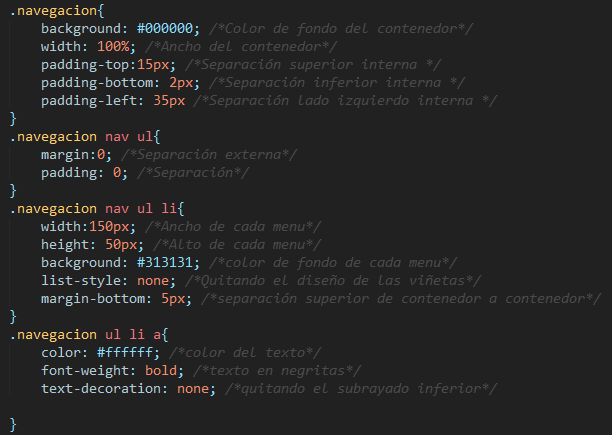 .navegacion{
background: #000000; /*Color de fondo del contenedor*/
width: 100%; /*Ancho del contenedor*/
padding-top:15px; /*Separación superior interna */
padding-bottom: 2px; /*Separación inferior interna */
padding-left: 35px /*Separación lado izquierdo interna */
}
.navegacion nav ul{
margin:0; /*Separación externa*/
padding: 0; /*Separación*/
}
.navegacion nav ul li{
width:150px; /*Ancho de cada menu*/
height: 50px; /*Alto de cada menu*/
background: #313131; /*color de fondo de cada menu*/
list-style: none; /*Quitando el diseño de las viñetas*/
margin-bottom: 5px; /*separación superior de contenedor a contenedor*/
}
.navegacion ul li a{
color: #ffffff; /*color del texto*/
font-weight: bold; /*texto en negritas*/
text-decoration: none; /*quitando el subrayado inferior*/
}